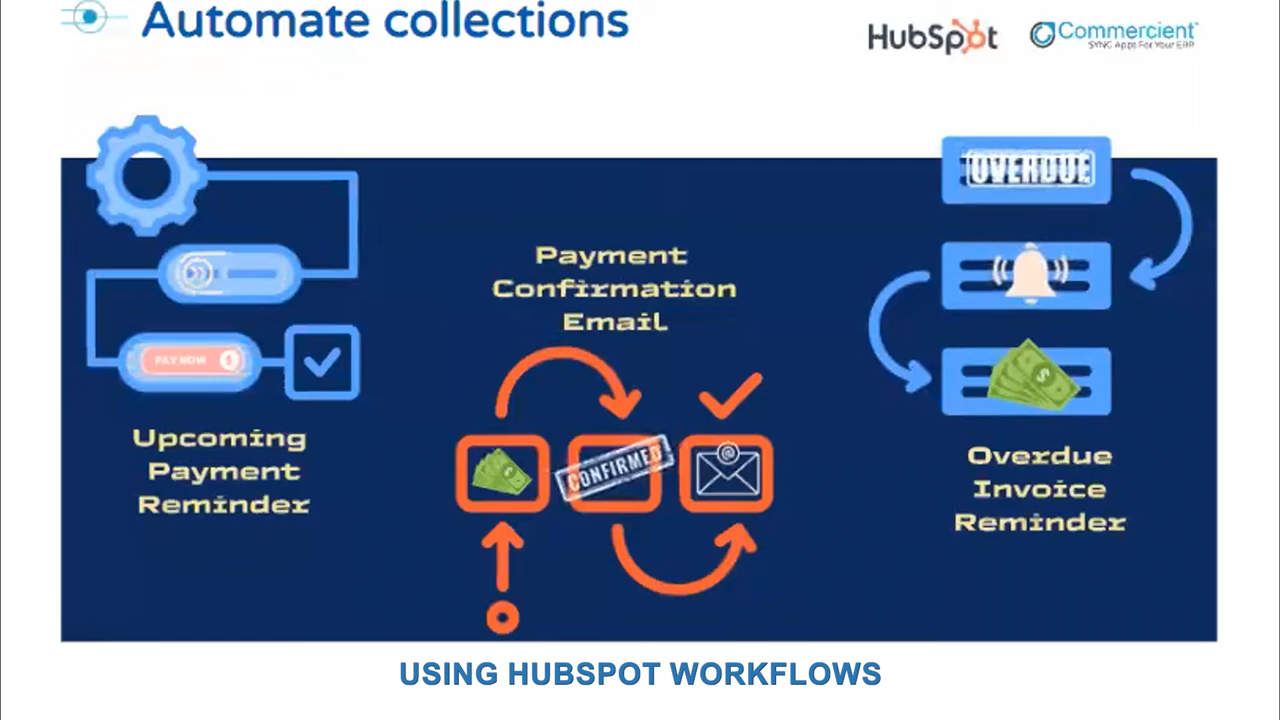 Automate collections
HubSpot
Commercient
SYNC Apps For Your ERP
OVERDUE
PAY NOW $
Payment
Confirmation
Email
$
Upcoming
Payment
Reminder
CONFIRMED
@
Overdue
Invoice
Reminder
USING HUBSPOT WORKFLOWS